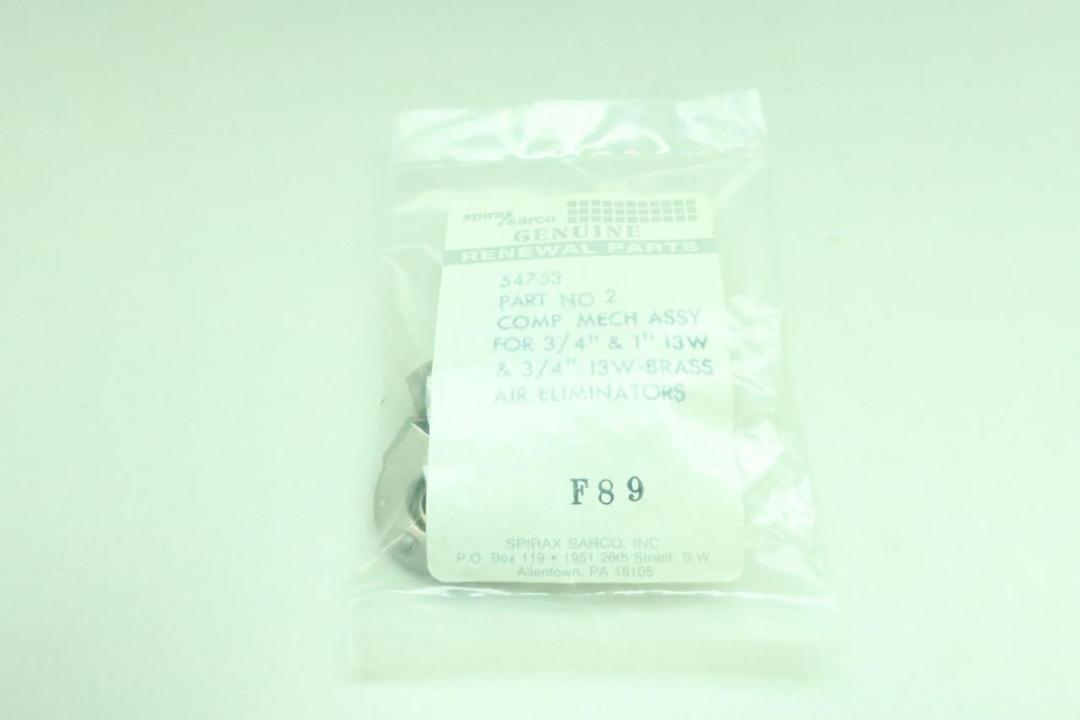 spirax/sarco
GENUINE
RENEWAL PARTS
54753
PART NO 2
COMP MECH ASSY
FOR 3/4" & 1" 13W
& 3/4" 13W-BRASS
AIR ELIMINATORS
F89
SPIRAX SARCO, INC.
P.O. Box 119 • 1951 26th Street, S.W.
Allentown, PA 18105